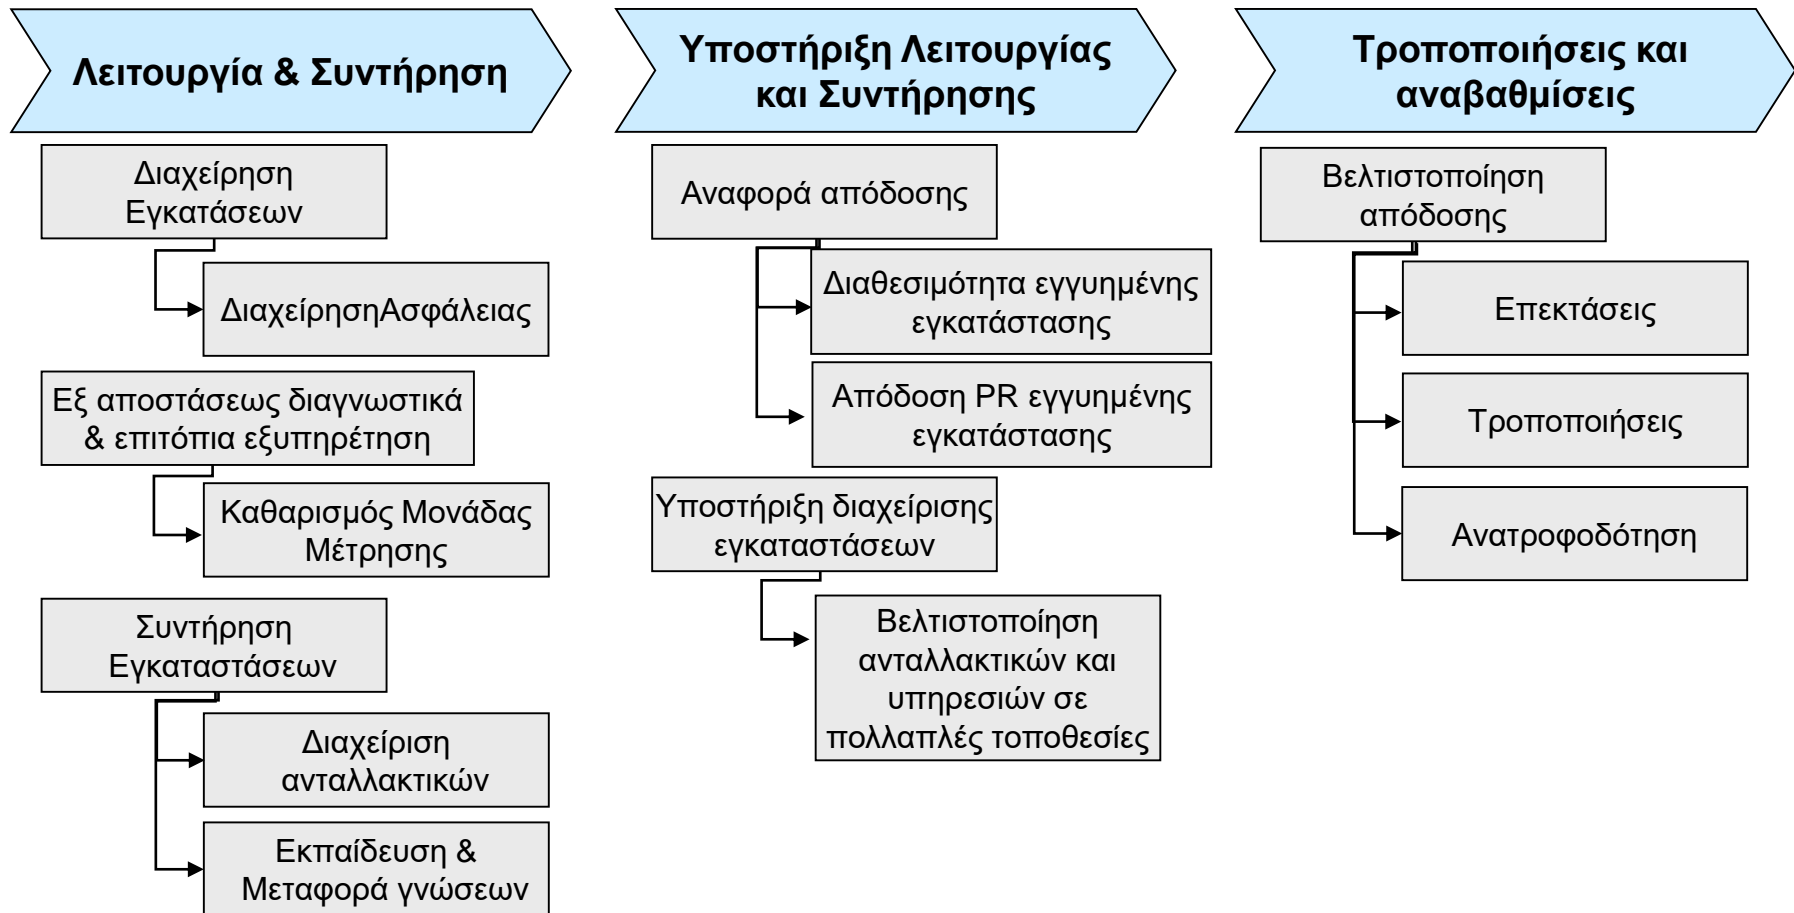 Λειτουργία & Συντήρηση
Διαχείρηση
Εγκατάσεων
ΔιαχείρησηΑσφάλειας
Εξ αποστάσεως διαγνωστικά
& επιτόπια εξυπηρέτηση
Καθαρισμός Μονάδας
Μέτρησης
Συντήρηση
Εγκαταστάσεων
Διαχείριση
ανταλλακτικών
Εκπαίδευση &
Μεταφορά γνώσεων
Υποστήριξη Λειτουργίας
και Συντήρησης
Αναφορά απόδοσης
Διαθεσιμότητα εγγυημένης
εγκατάστασης
Απόδοση PR εγγυημένης
εγκατάστασης
Υποστήριξη διαχείρισης
εγκαταστάσεων
Βελτιστοποίηση
ανταλλακτικών και
υπηρεσιών σε
πολλαπλές τοποθεσίες
Τροποποιήσεις και
αναβαθμίσεις
Βελτιστοποίηση
απόδοσης
Επεκτάσεις
Τροποποιήσεις
Ανατροφοδότηση